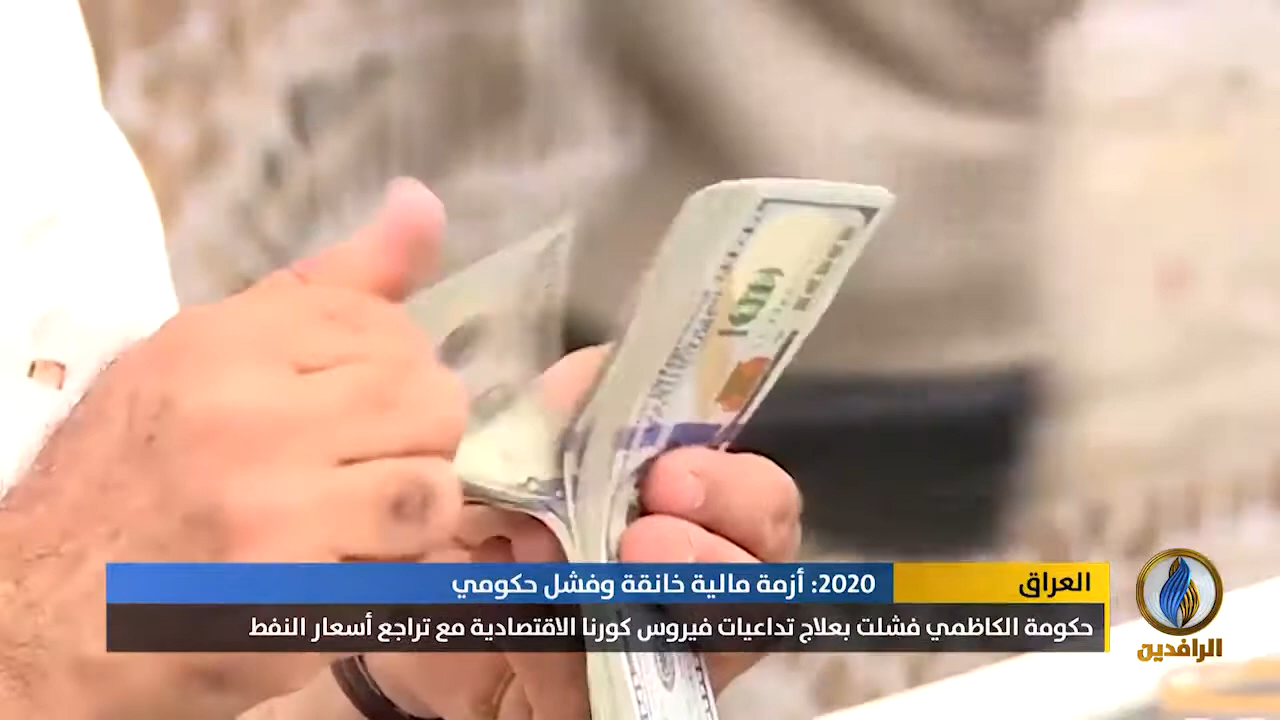 العراق
2020: أزمة مالية خانقة وفشل حكومي
حكومة الكاظمي فشلت بعلاج تداعيات فيروس كورنا الاقتصادية مع تراجع أسعار النفط
الرافدين